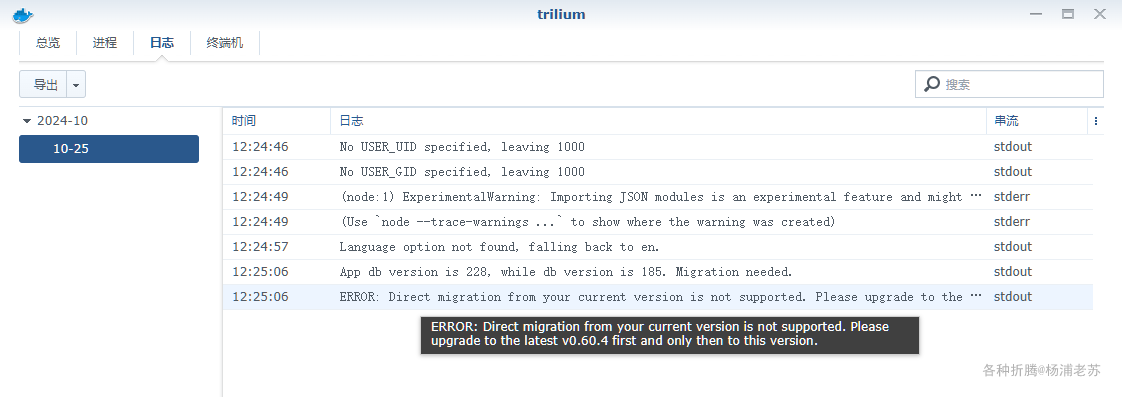 trilium
总览 进程 日志 终端机
导出 搜索
2024-10
10-25
时间 日志 串流
12:24:46 No USER_UID specified, leaving 1000 stdout
12:24:46 No USER_GID specified, leaving 1000 stdout
12:24:49 (node:1) ExperimentalWarning: Importing JSON modules is an experimental feature and might ... stderr
12:24:49 (Use `node --trace-warnings ...` to show where the warning was created) stderr
12:24:57 Language option not found, falling back to en. stdout
12:25:06 App db version is 228, while db version is 185. Migration needed. stdout
12:25:06 ERROR: Direct migration from your current version is not supported. Please upgrade to the ... stdout
ERROR: Direct migration from your current version is not supported. Please
upgrade to the latest v0.60.4 first and only then to this version.
各种折腾@杨浦老苏